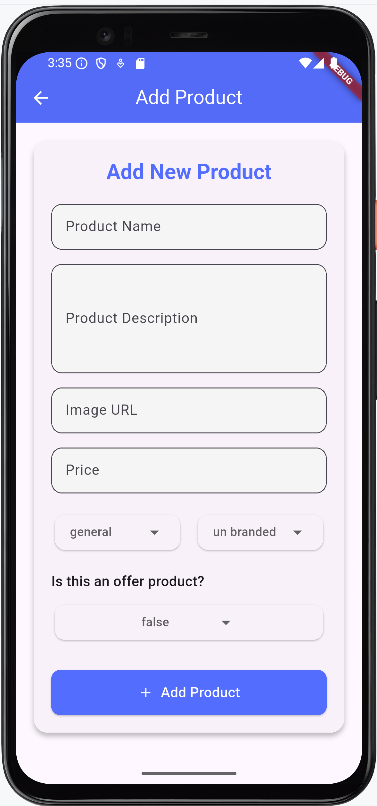 3:35
DEBUG
Add Product
Add New Product
Product Name
Product Description
Image URL
Price
general un branded
Is this an offer product?
false
+ Add Product